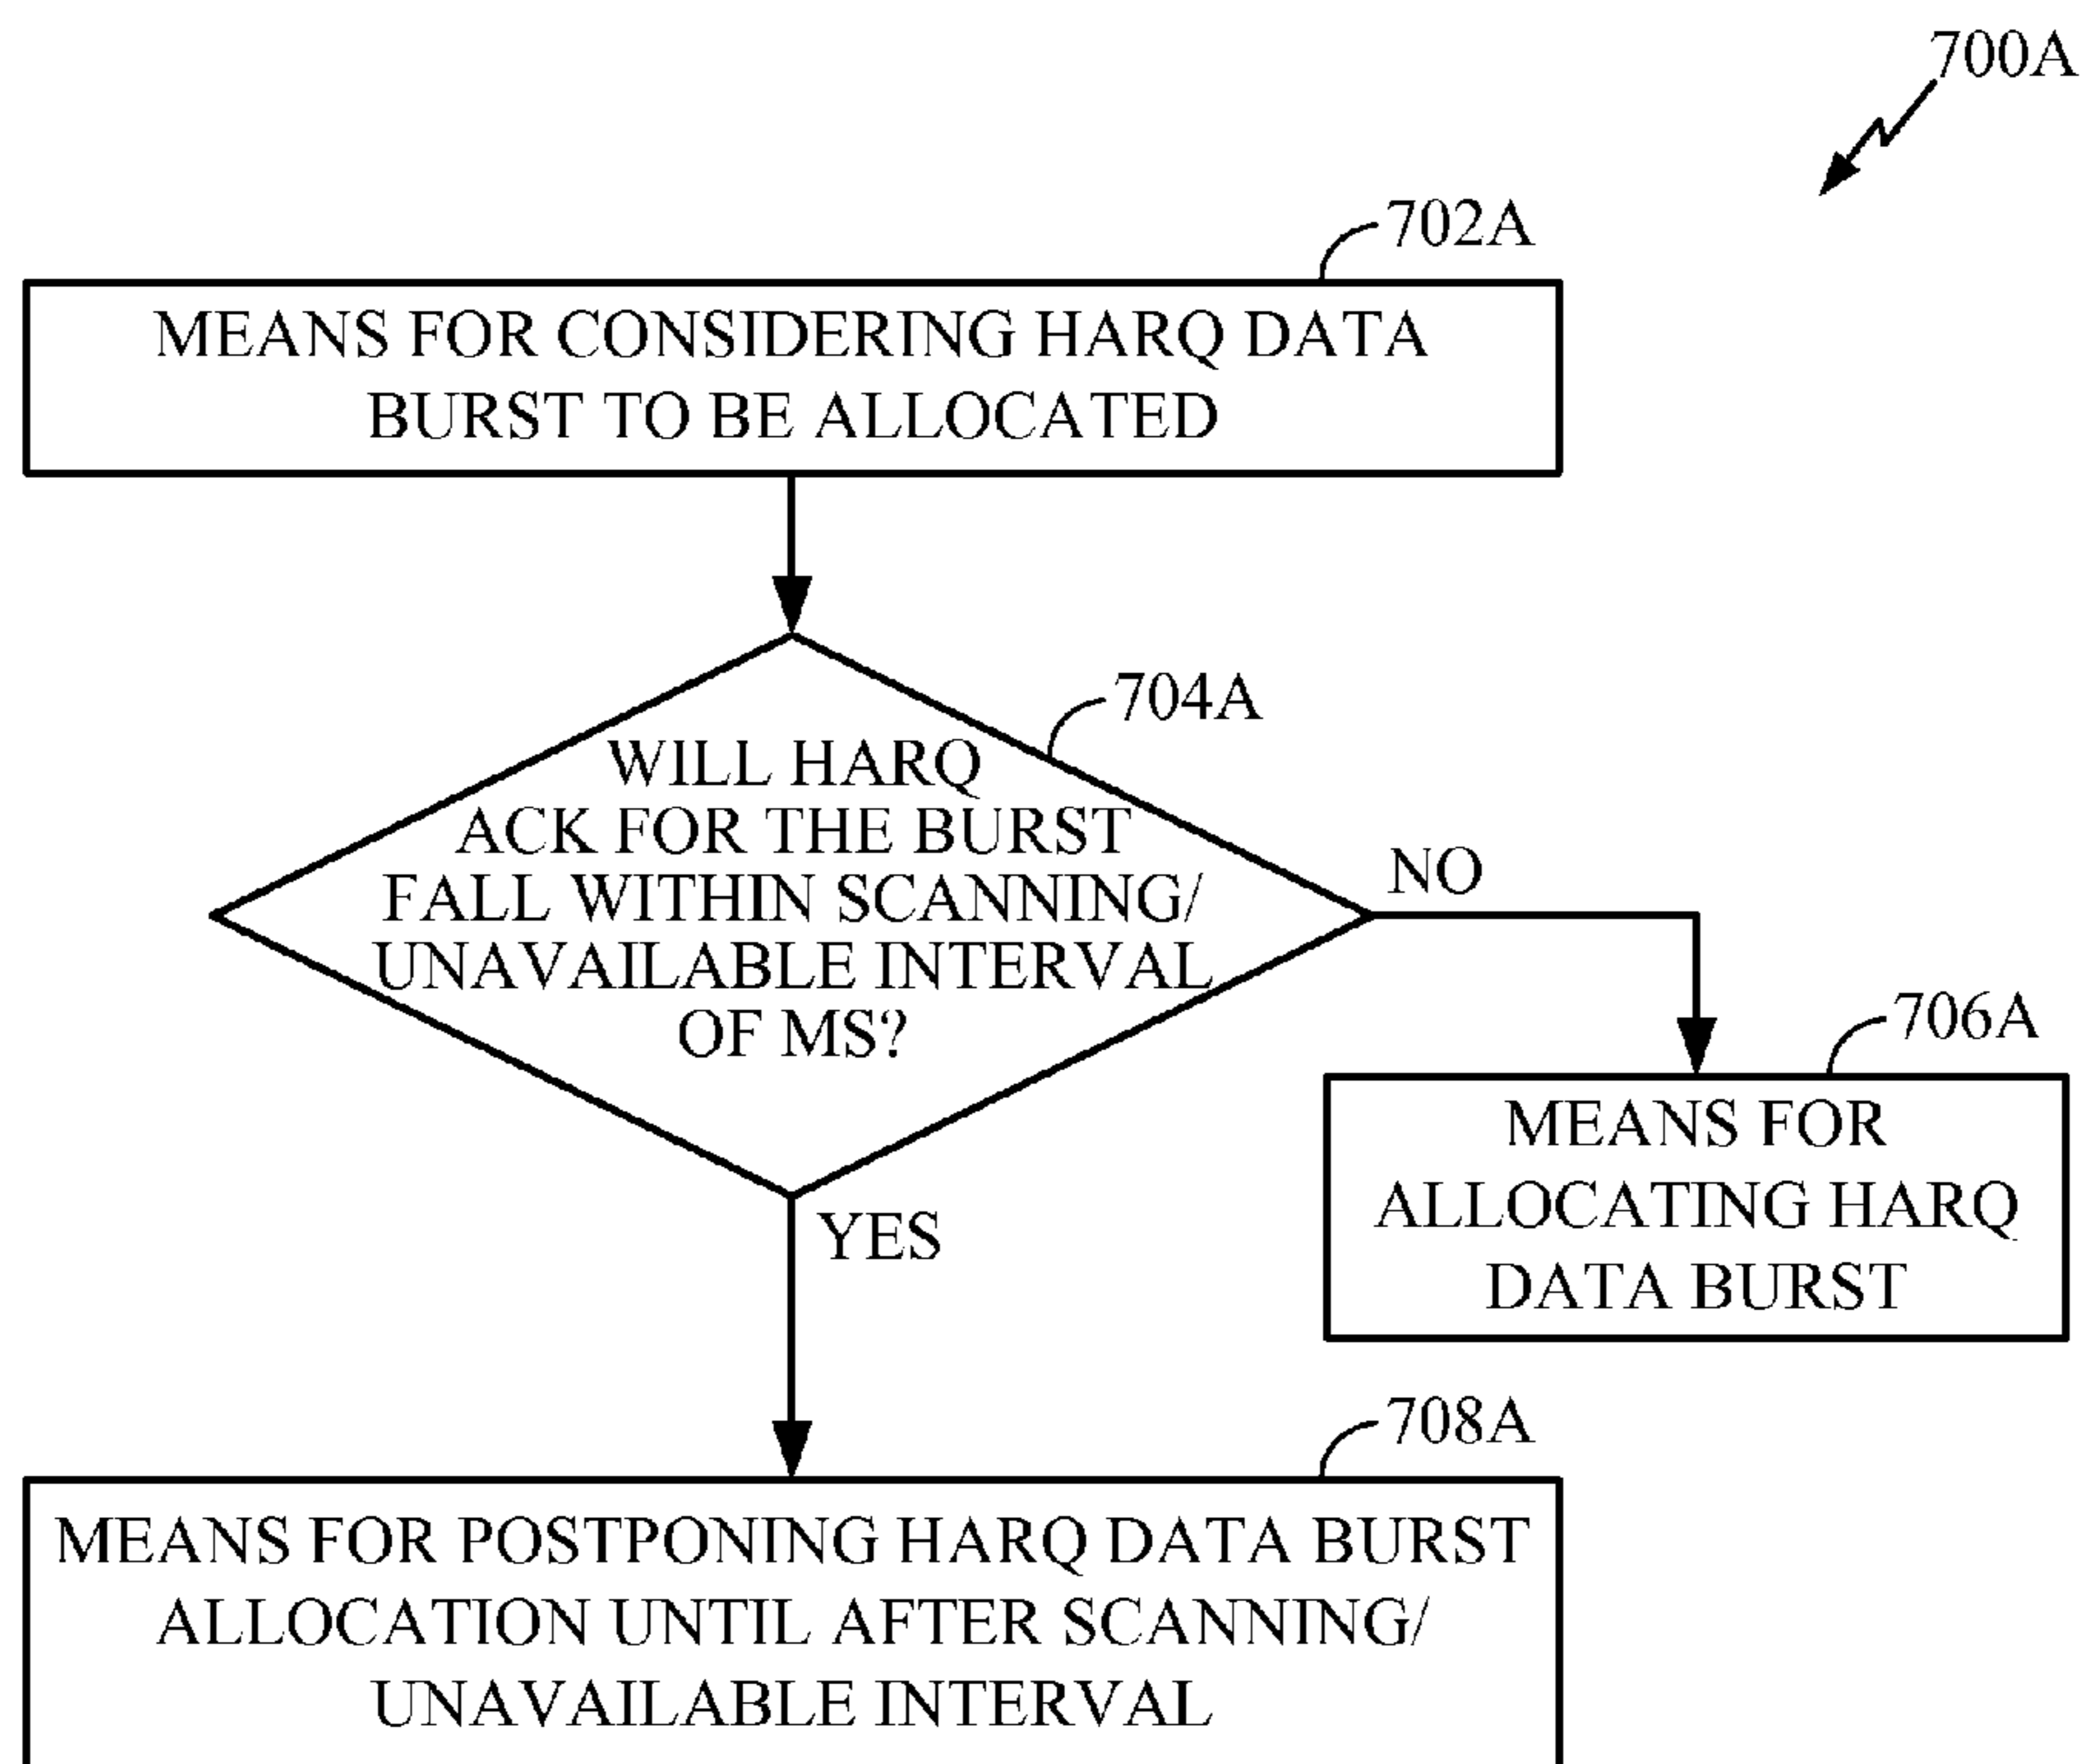 700A
702A
MEANS FOR CONSIDERING HARQ DATA
BURST TO BE ALLOCATED
704A
WILL HARQ
ACK FOR THE BURST
FALL WITHIN SCANNING/
UNAVAILABLE INTERVAL
OF MS?
NO
706A
MEANS FOR
ALLOCATING HARQ
DATA BURST
YES
708A
MEANS FOR POSTPONING HARQ DATA BURST
ALLOCATION UNTIL AFTER SCANNING/
UNAVAILABLE INTERVAL